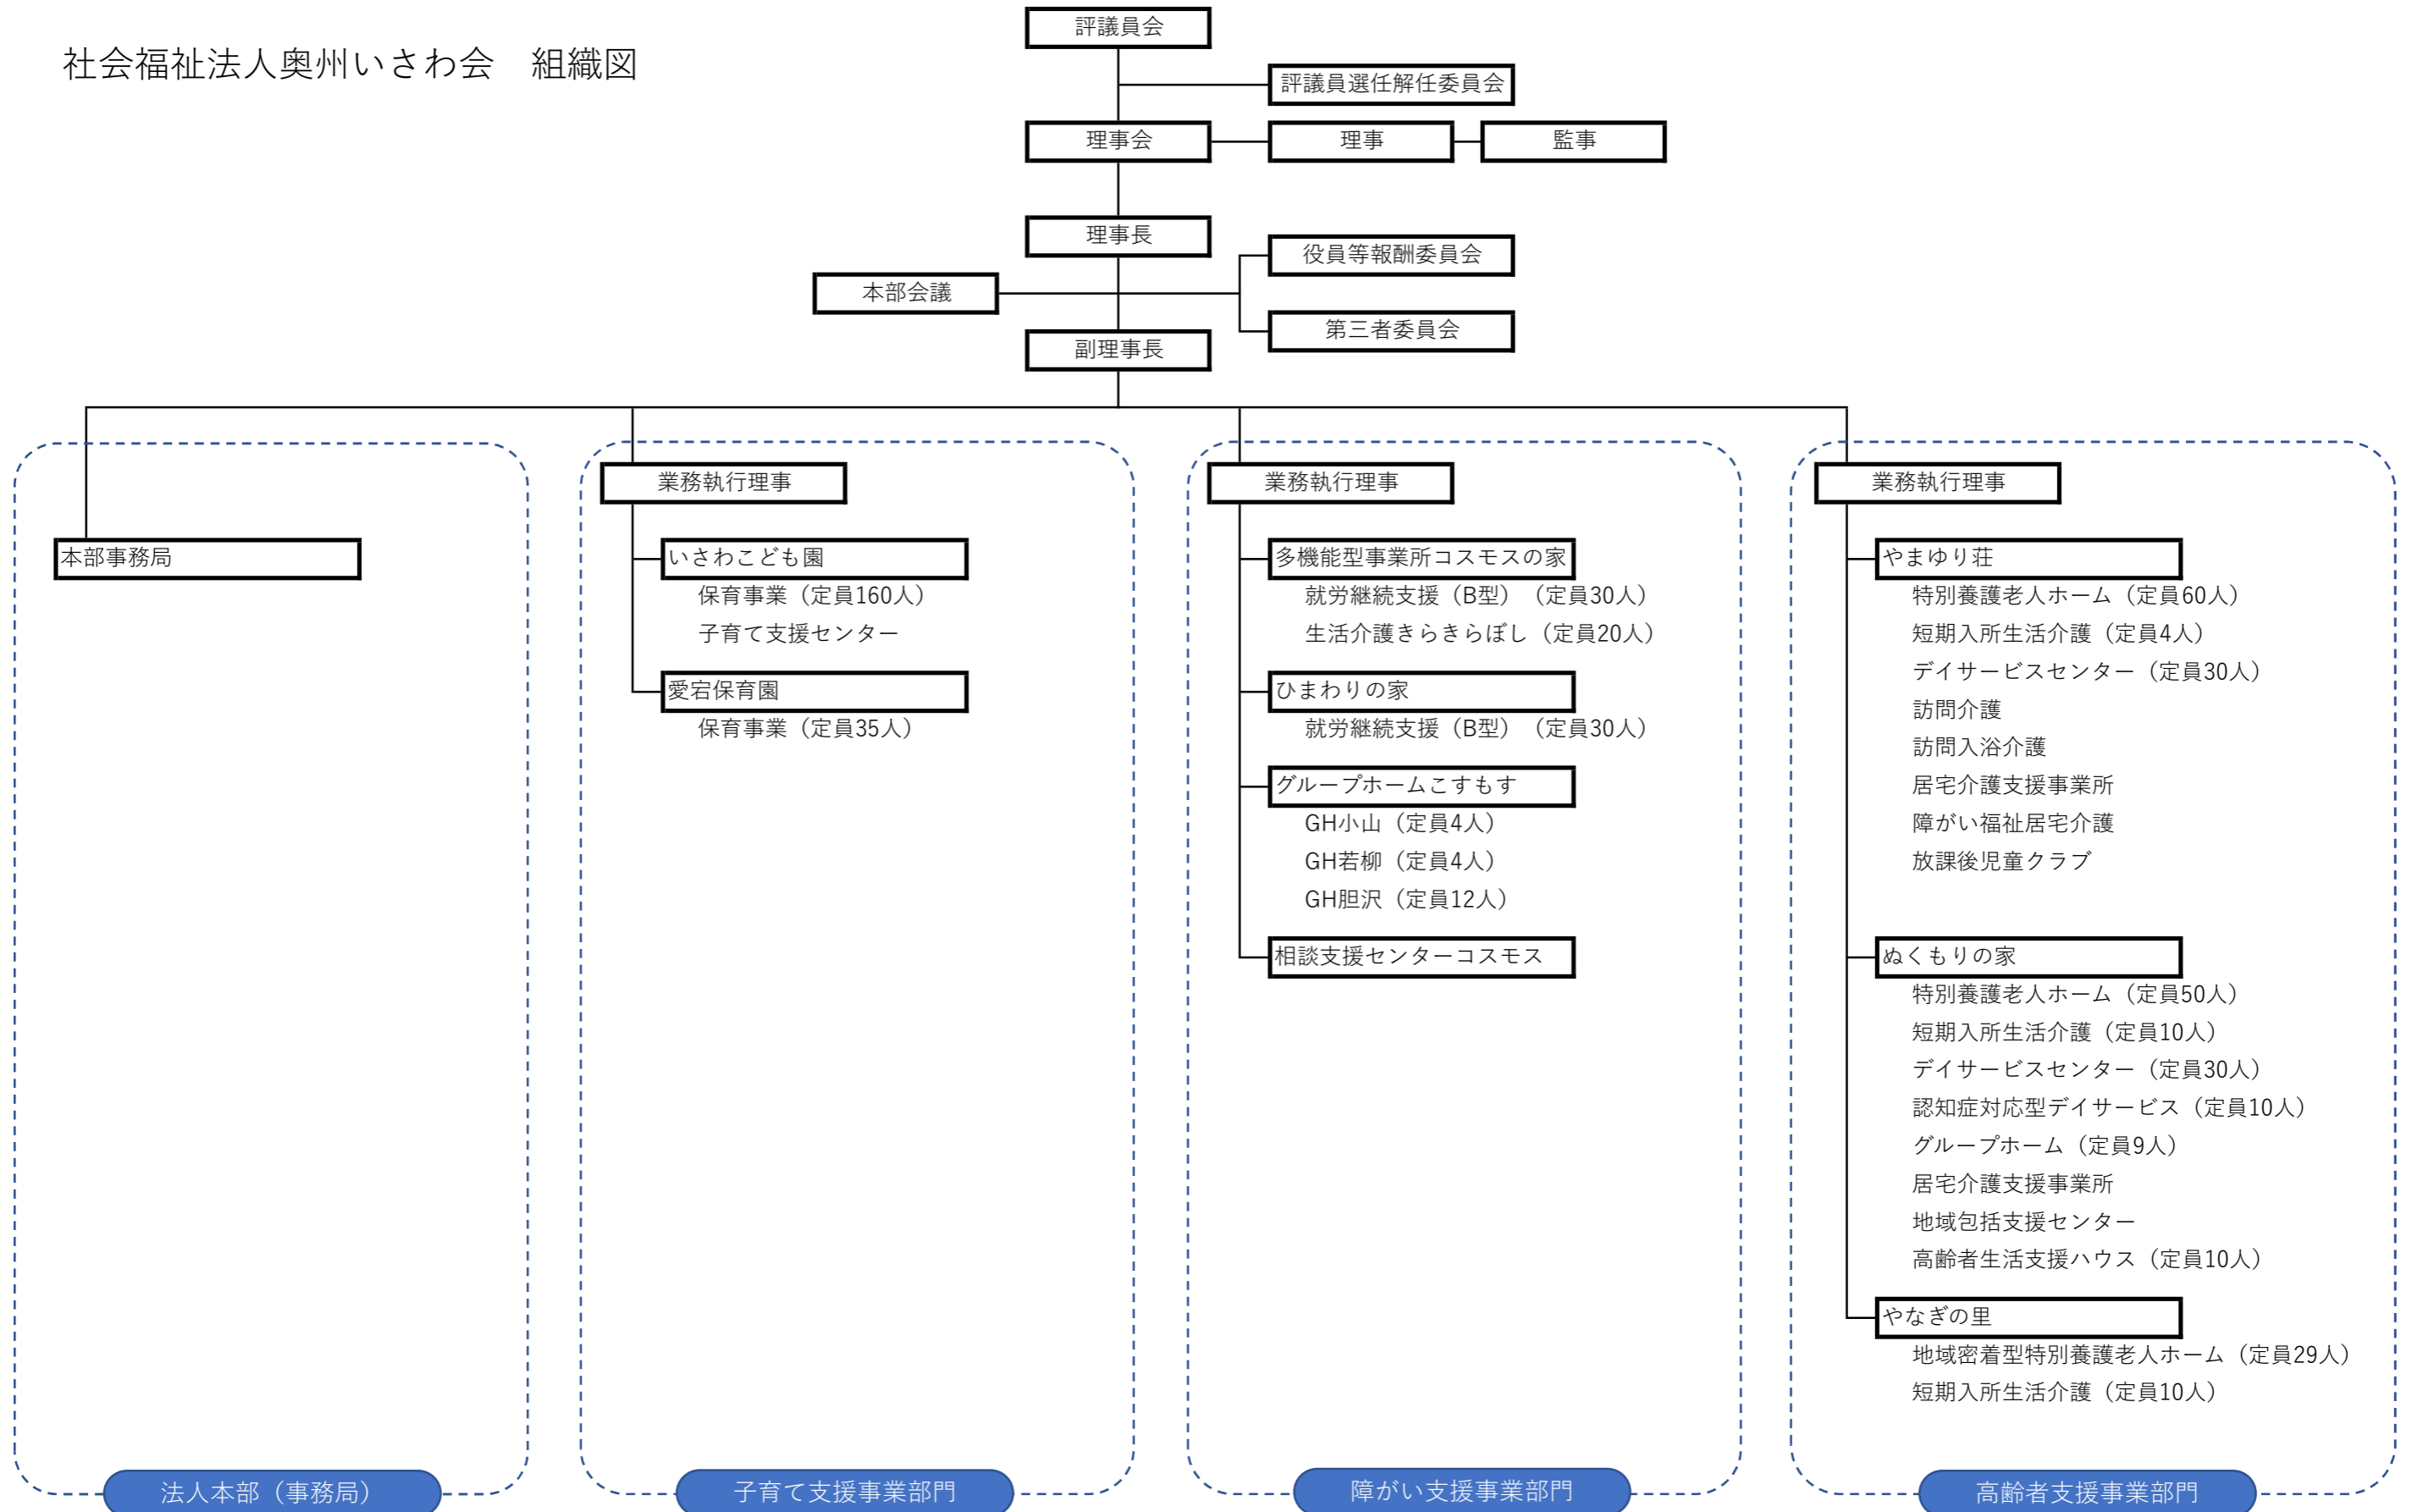 社会福祉法人奥州いさわ会　組織図
評議員会
評議員選任解任委員会
理事会
理事
監事
理事長
役員等報酬委員会
本部会議
第三者委員会
副理事長
本部事務局
法人本部（事務局）
業務執行理事
いさわこども園
保育事業（定員160人）
子育て支援センター
愛宕保育園
保育事業（定員35人）
子育て支援事業部門
業務執行理事
多機能型事業所コスモスの家
就労継続支援（B型）（定員30人）
生活介護きらきらぼし（定員20人）
ひまわりの家
就労継続支援（B型）（定員30人）
グループホームこすもす
GH小山（定員4人）
GH若柳（定員4人）
GH胆沢（定員12人）
相談支援センターコスモス
障がい支援事業部門
業務執行理事
やまゆり荘
特別養護老人ホーム（定員60人）
短期入所生活介護（定員4人）
デイサービスセンター（定員30人）
訪問介護
訪問入浴介護
居宅介護支援事業所
障がい福祉居宅介護
放課後児童クラブ
ぬくもりの家
特別養護老人ホーム（定員50人）
短期入所生活介護（定員10人）
デイサービスセンター（定員30人）
認知症対応型デイサービス（定員10人）
グループホーム（定員9人）
居宅介護支援事業所
地域包括支援センター
高齢者生活支援ハウス（定員10人）
やなぎの里
地域密着型特別養護老人ホーム（定員29人）
短期入所生活介護（定員10人）
高齢者支援事業部門